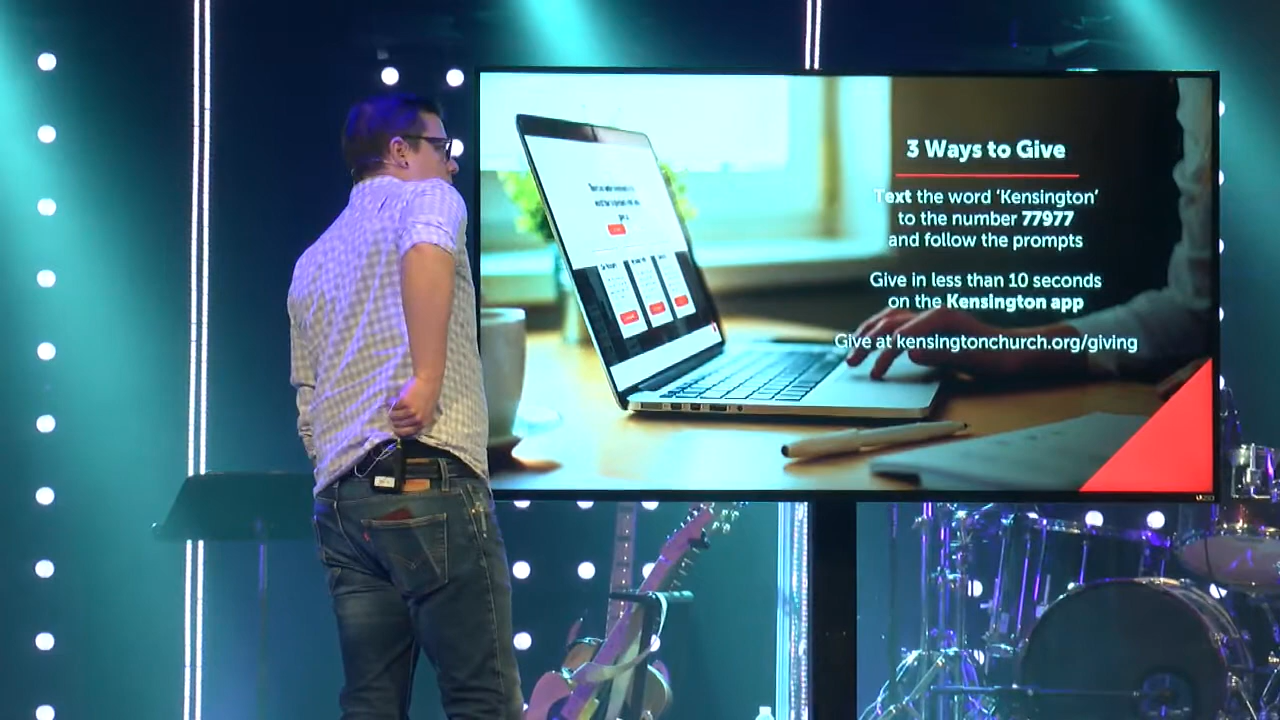 3 Ways to Give
Text the word ‘Kensington’
to the number 77977
and follow the prompts
Give in less than 10 seconds
on the Kensington app
Give at kensingtonchurch.org/giving
VIZIO